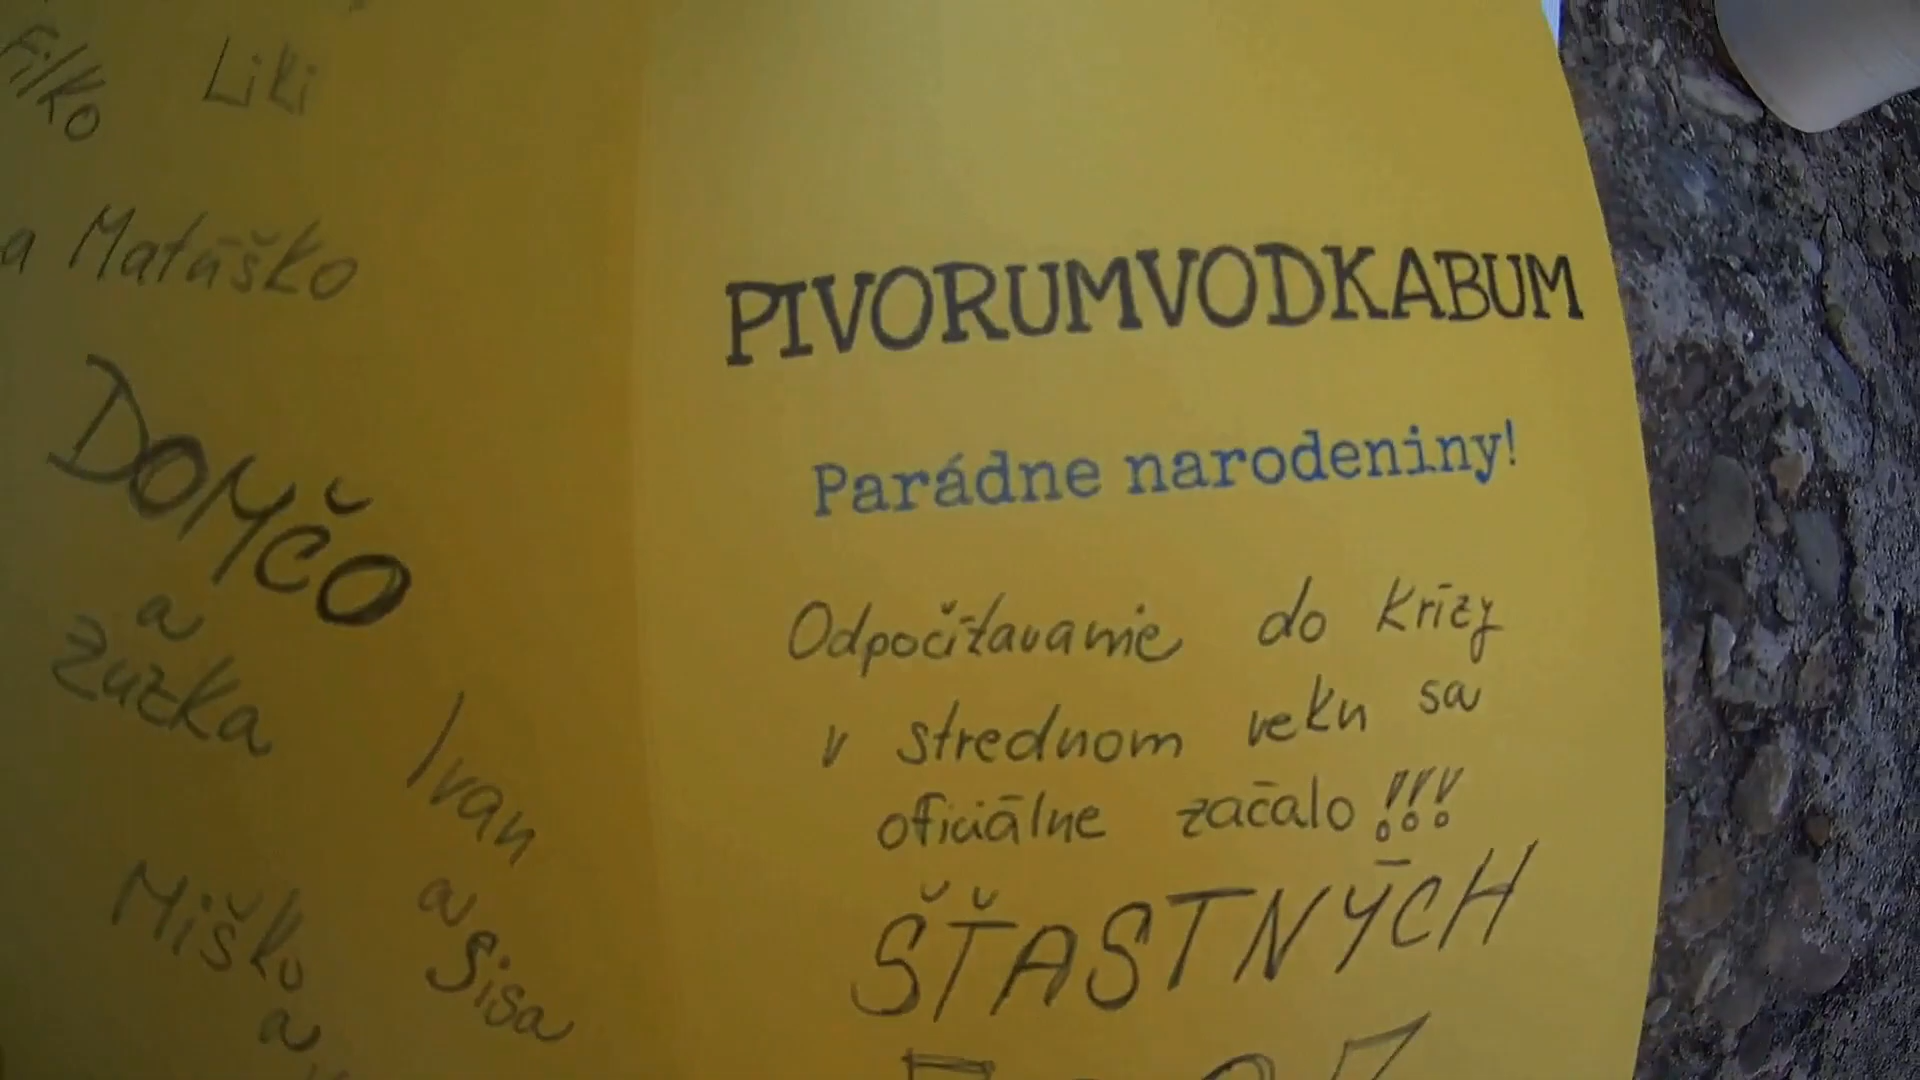 Filko Liki
a Matúško
DOMČO
a
Zuzka
Ivan
a Sisa
Miško
a
PIVORUMVODKABUM
Parádne narodeniny!
Odpočítavanie do krízy
v strednom veku sa
oficiálne začalo!!!
ŠŤASTNÝCH